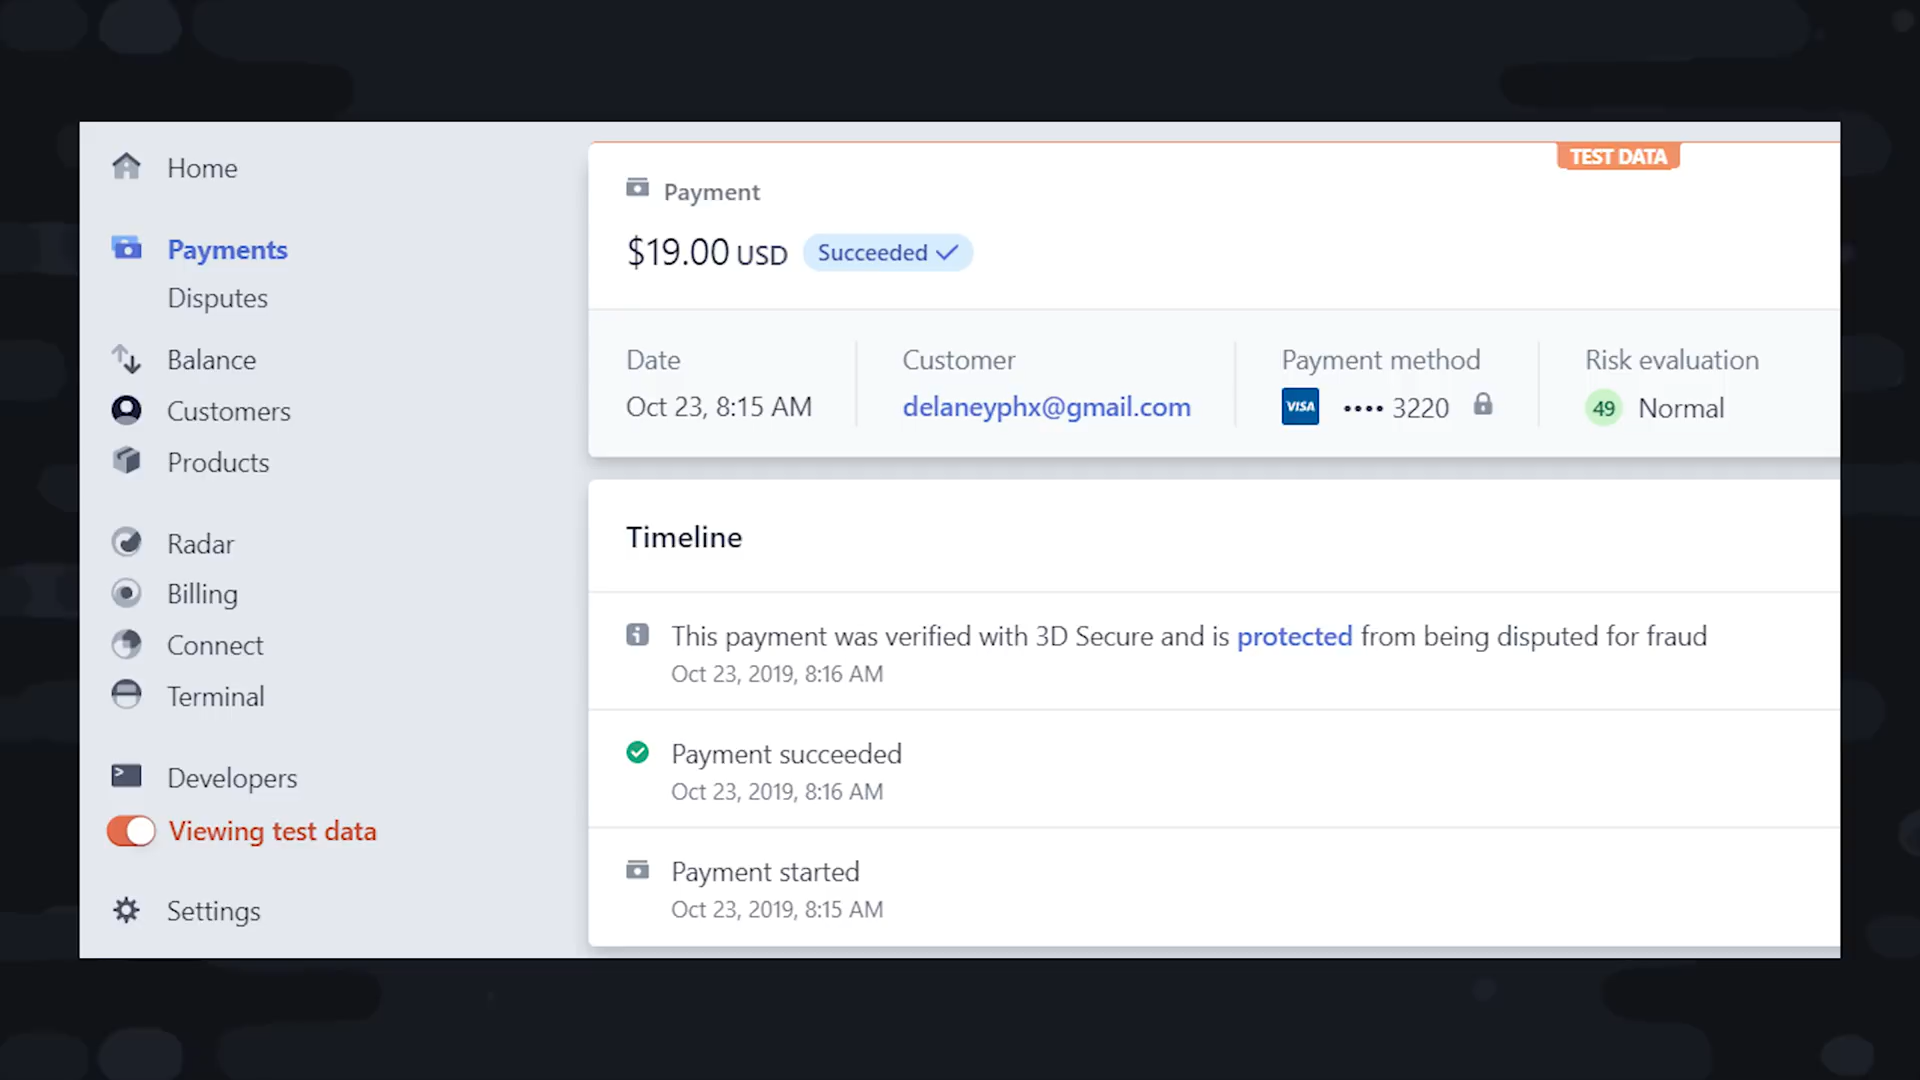 Home
Payments
Disputes
Balance
Customers
Products
Radar
Billing
Connect
Terminal
Developers
Viewing test data
Settings
TEST DATA
Payment
$19.00 USD Succeeded
Date
Oct 23, 8:15 AM
Customer
delaneyphx@gmail.com
Payment method
VISA •••• 3220
Risk evaluation
49 Normal
Timeline
This payment was verified with 3D Secure and is protected from being disputed for fraud
Oct 23, 2019, 8:16 AM
Payment succeeded
Oct 23, 2019, 8:16 AM
Payment started
Oct 23, 2019, 8:15 AM